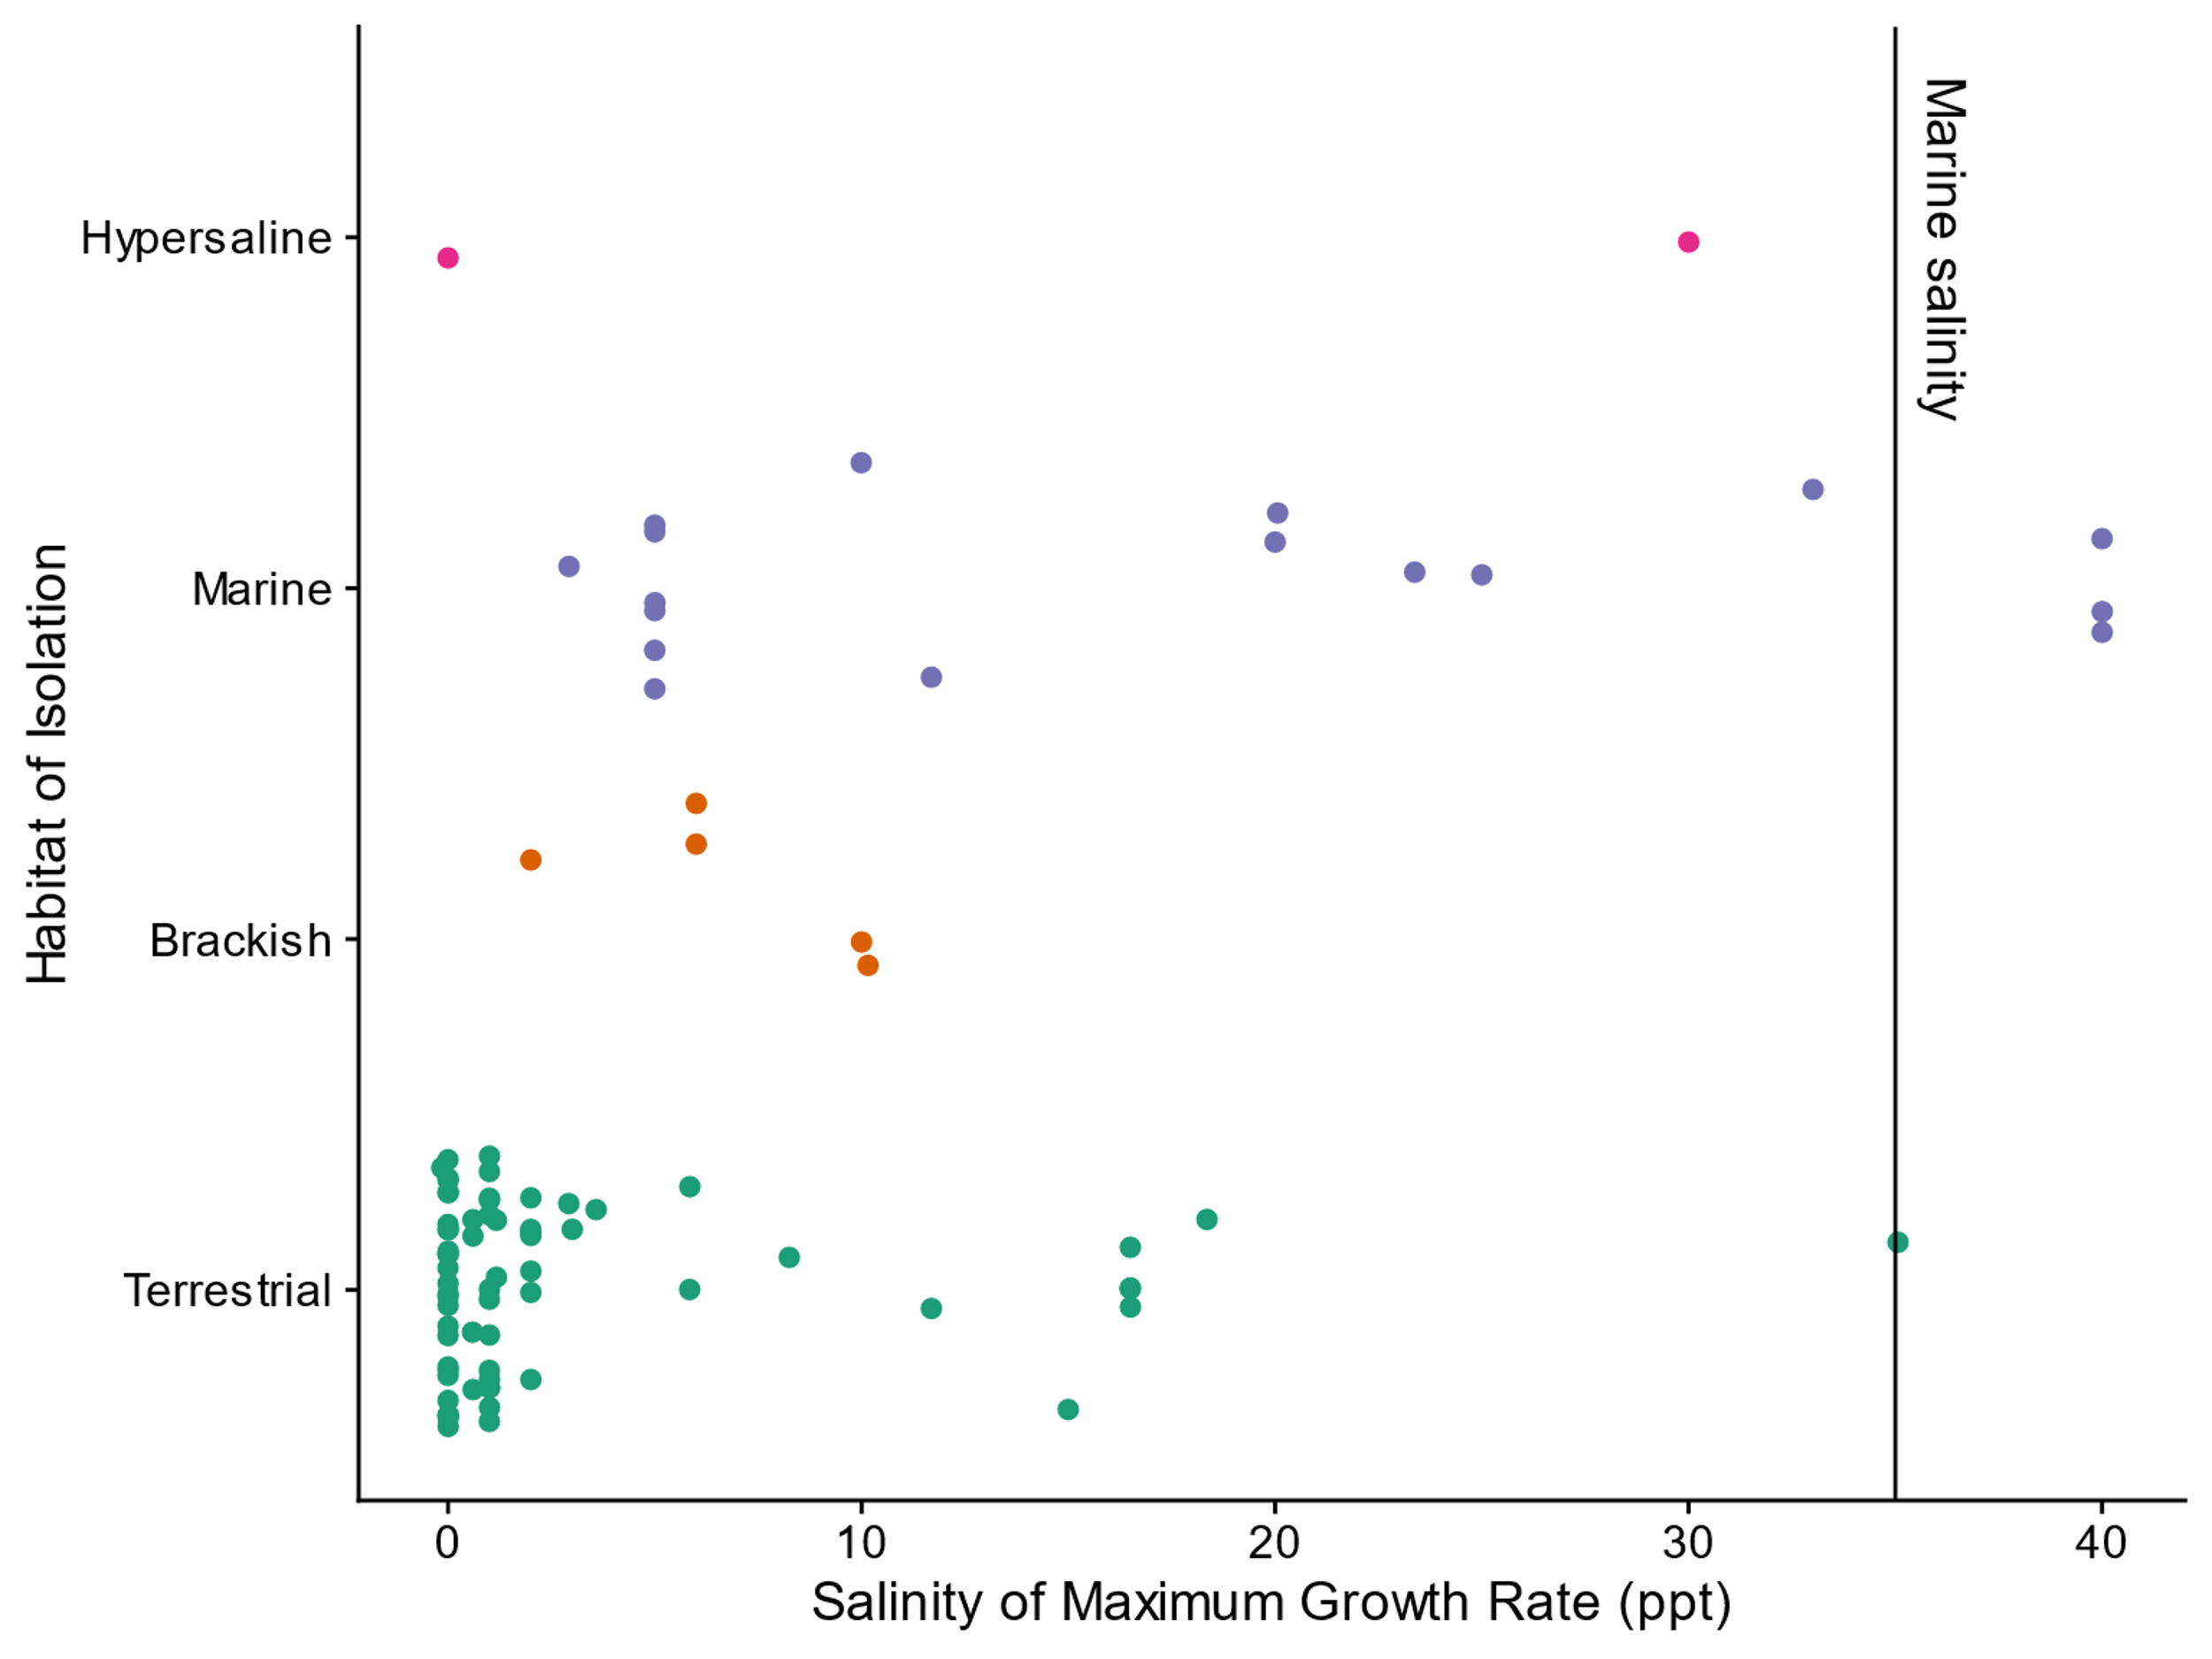 Hypersaline
Marine
Brackish
Terrestrial
Habitat of Isolation
Marine salinity
0 10 20 30 40
Salinity of Maximum Growth Rate (ppt)